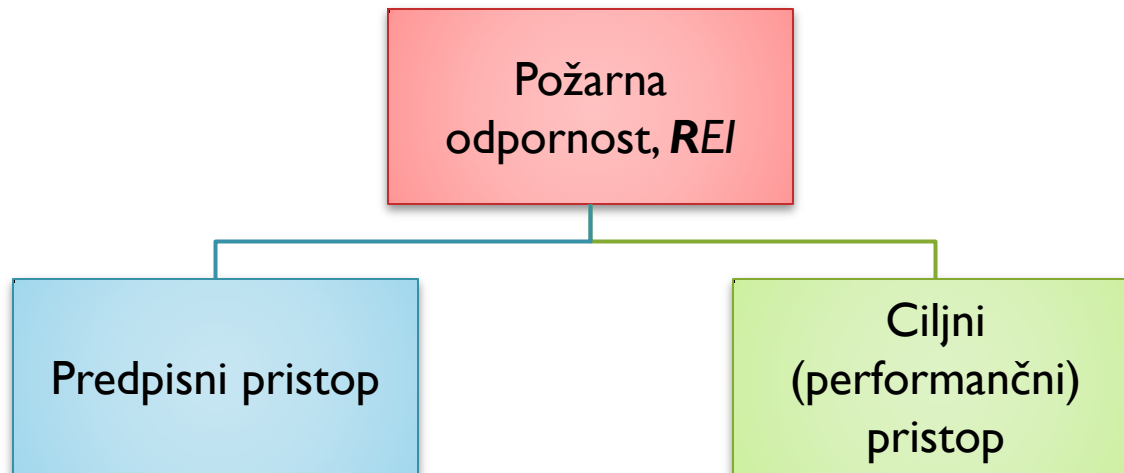 Požarna
odpornost, REI
Predpisni pristop
Ciljni
(performančni)
pristop